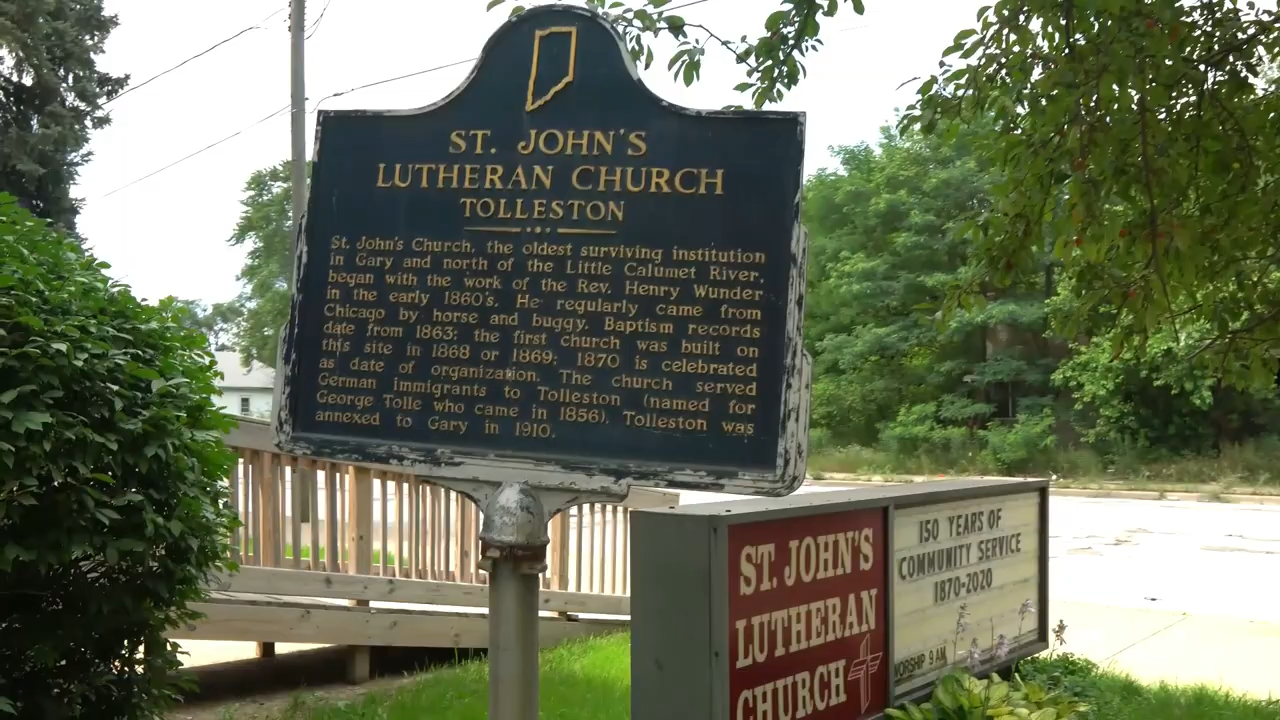 ST. JOHN'S
LUTHERAN CHURCH
TOLLESTON
St. John's Church, the oldest surviving institution
in Gary and north of the Little Calumet River,
began with the work of the Rev. Henry Wunder
in the early 1860's. He regularly came from
Chicago by horse and buggy. Baptism records
date from 1863; the first church was built on
this site in 1868 or 1869; 1870 is celebrated
as date of organization. The church served
German immigrants to Tolleston (named for
George Tolle who came in 1856). Tolleston was
annexed to Gary in 1910.
ST. JOHN'S
LUTHERAN
CHURCH
150 YEARS OF
COMMUNITY SERVICE
1870-2020
WORSHIP 9 AM